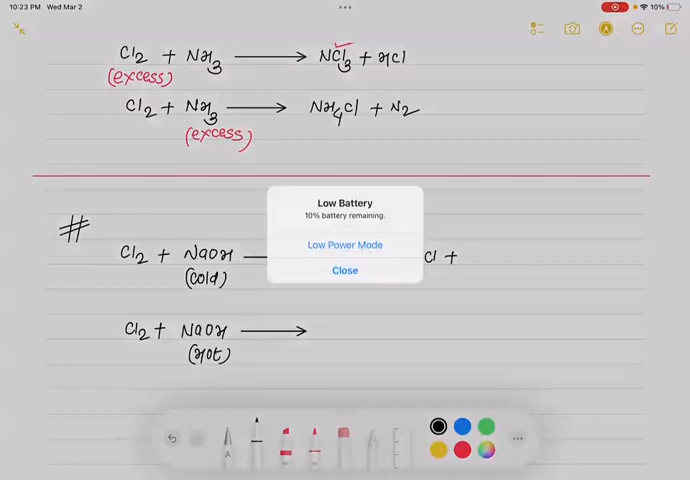 10:23 PM Wed Mar 2
10%
Cl2 + NH3 → NCl3 + HCl
(excess)
Cl2 + NH3 → NH4Cl + N2
(excess)
Low Battery
10% battery remaining.
Low Power Mode
Close
#
Cl2 + NaOH Cl +
(cold)
Cl2 + NaOH →
(Hot)
A